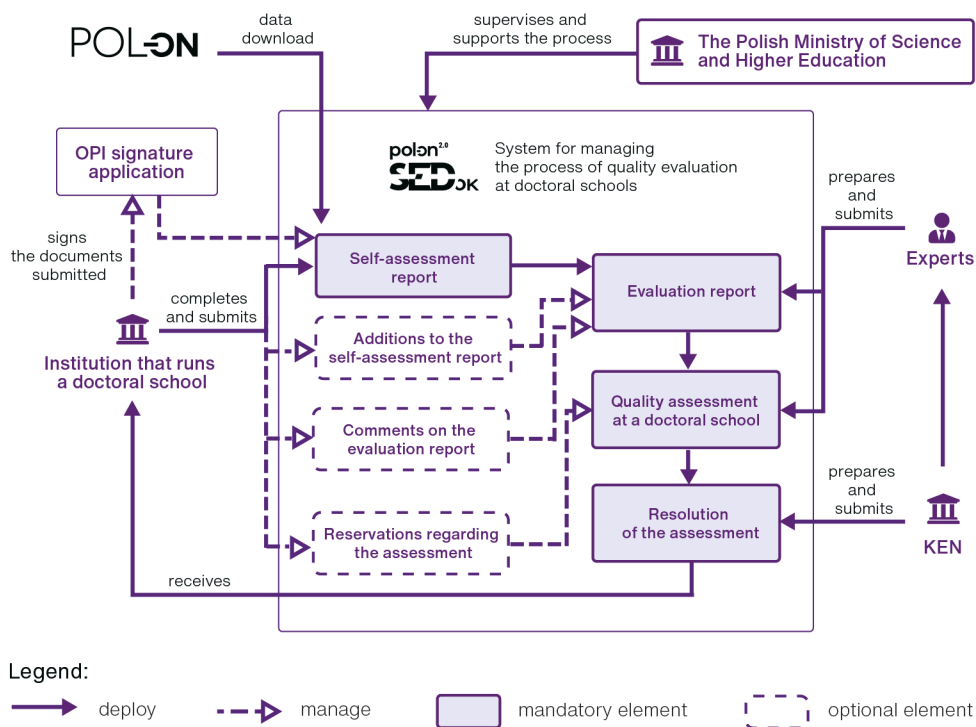 POL-ON
data
download
supervises and
supports the process
The Polish Ministry of Science
and Higher Education
OPI signature
application
polon2.0
SEDOK
System for managing
the process of quality evaluation
at doctoral schools
prepares and
submits
signs
the documents
submitted
Self-assessment
report
Evaluation report
Experts
completes
and submits
Additions to the
self-assessment report
Institution that runs
a doctoral school
Quality assessment
at a doctoral school
Comments on the
evaluation report
prepares and
submits
Resolution
of the assessment
Reservations regarding
the assessment
KEN
receives
Legend:
deploy
manage
mandatory element
optional element